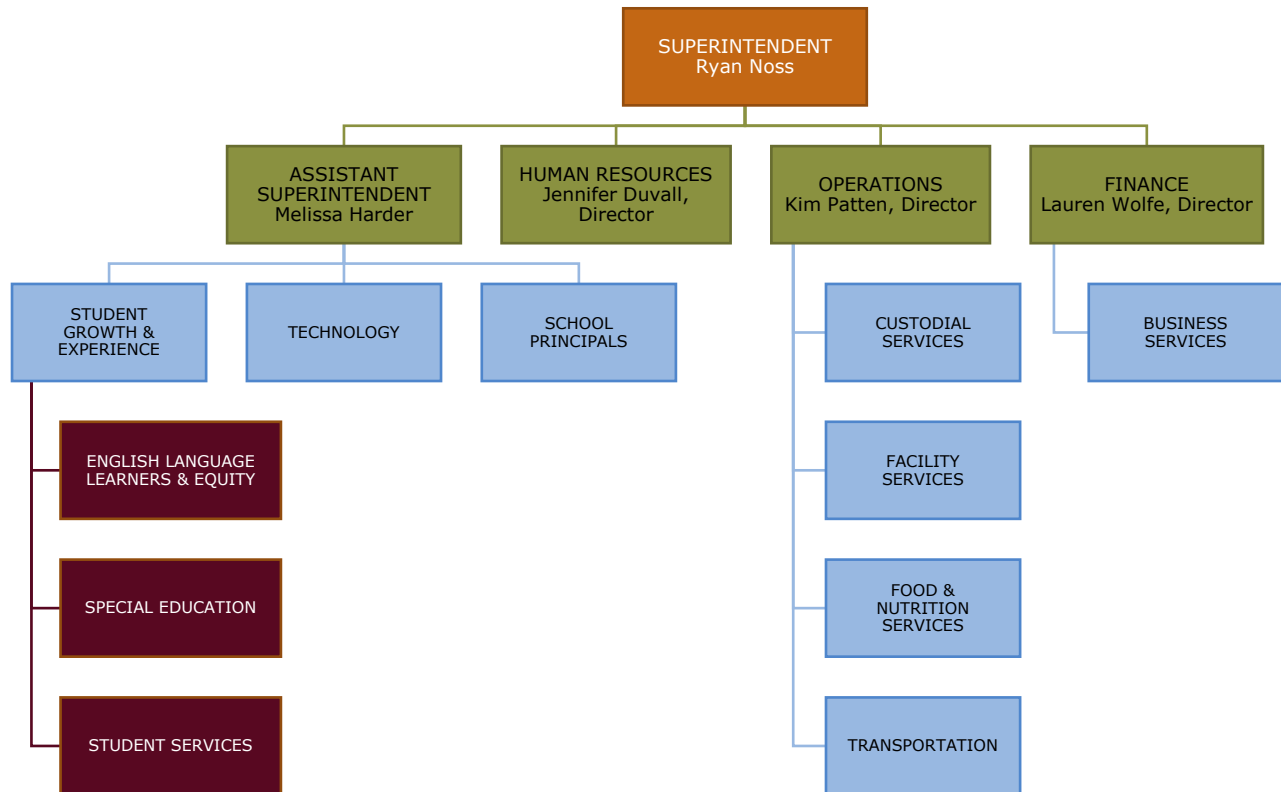 SUPERINTENDENT
Ryan Noss
ASSISTANT
SUPERINTENDENT
Melissa Harder
HUMAN RESOURCES
Jennifer Duvall,
Director
OPERATIONS
Kim Patten, Director
FINANCE
Lauren Wolfe, Director
STUDENT
GROWTH &
EXPERIENCE
TECHNOLOGY
SCHOOL
PRINCIPALS
CUSTODIAL
SERVICES
BUSINESS
SERVICES
ENGLISH LANGUAGE
LEARNERS & EQUITY
FACILITY
SERVICES
SPECIAL EDUCATION
FOOD &
NUTRITION
SERVICES
STUDENT SERVICES
TRANSPORTATION